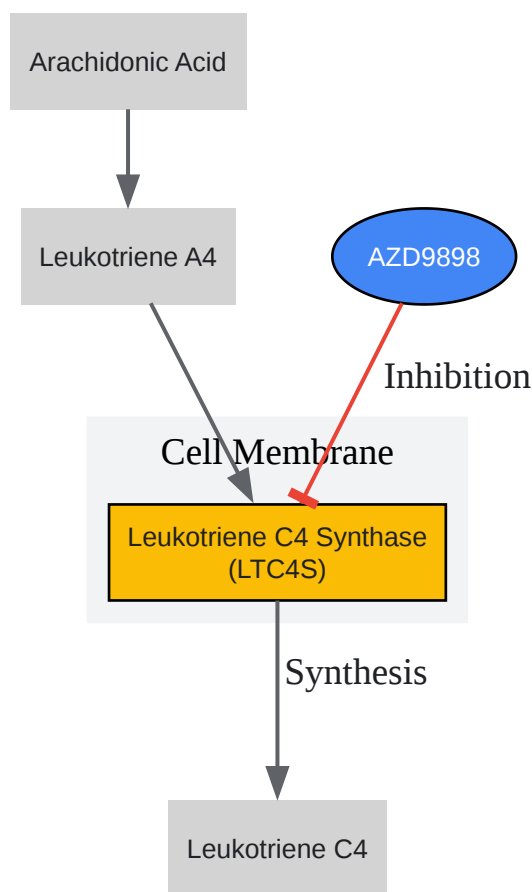 Arachidonic Acid
Leukotriene A4
AZD9898
Inhibition
Cell Membrane
Leukotriene C4 Synthase
(LTC4S)
Synthesis
Leukotriene C4